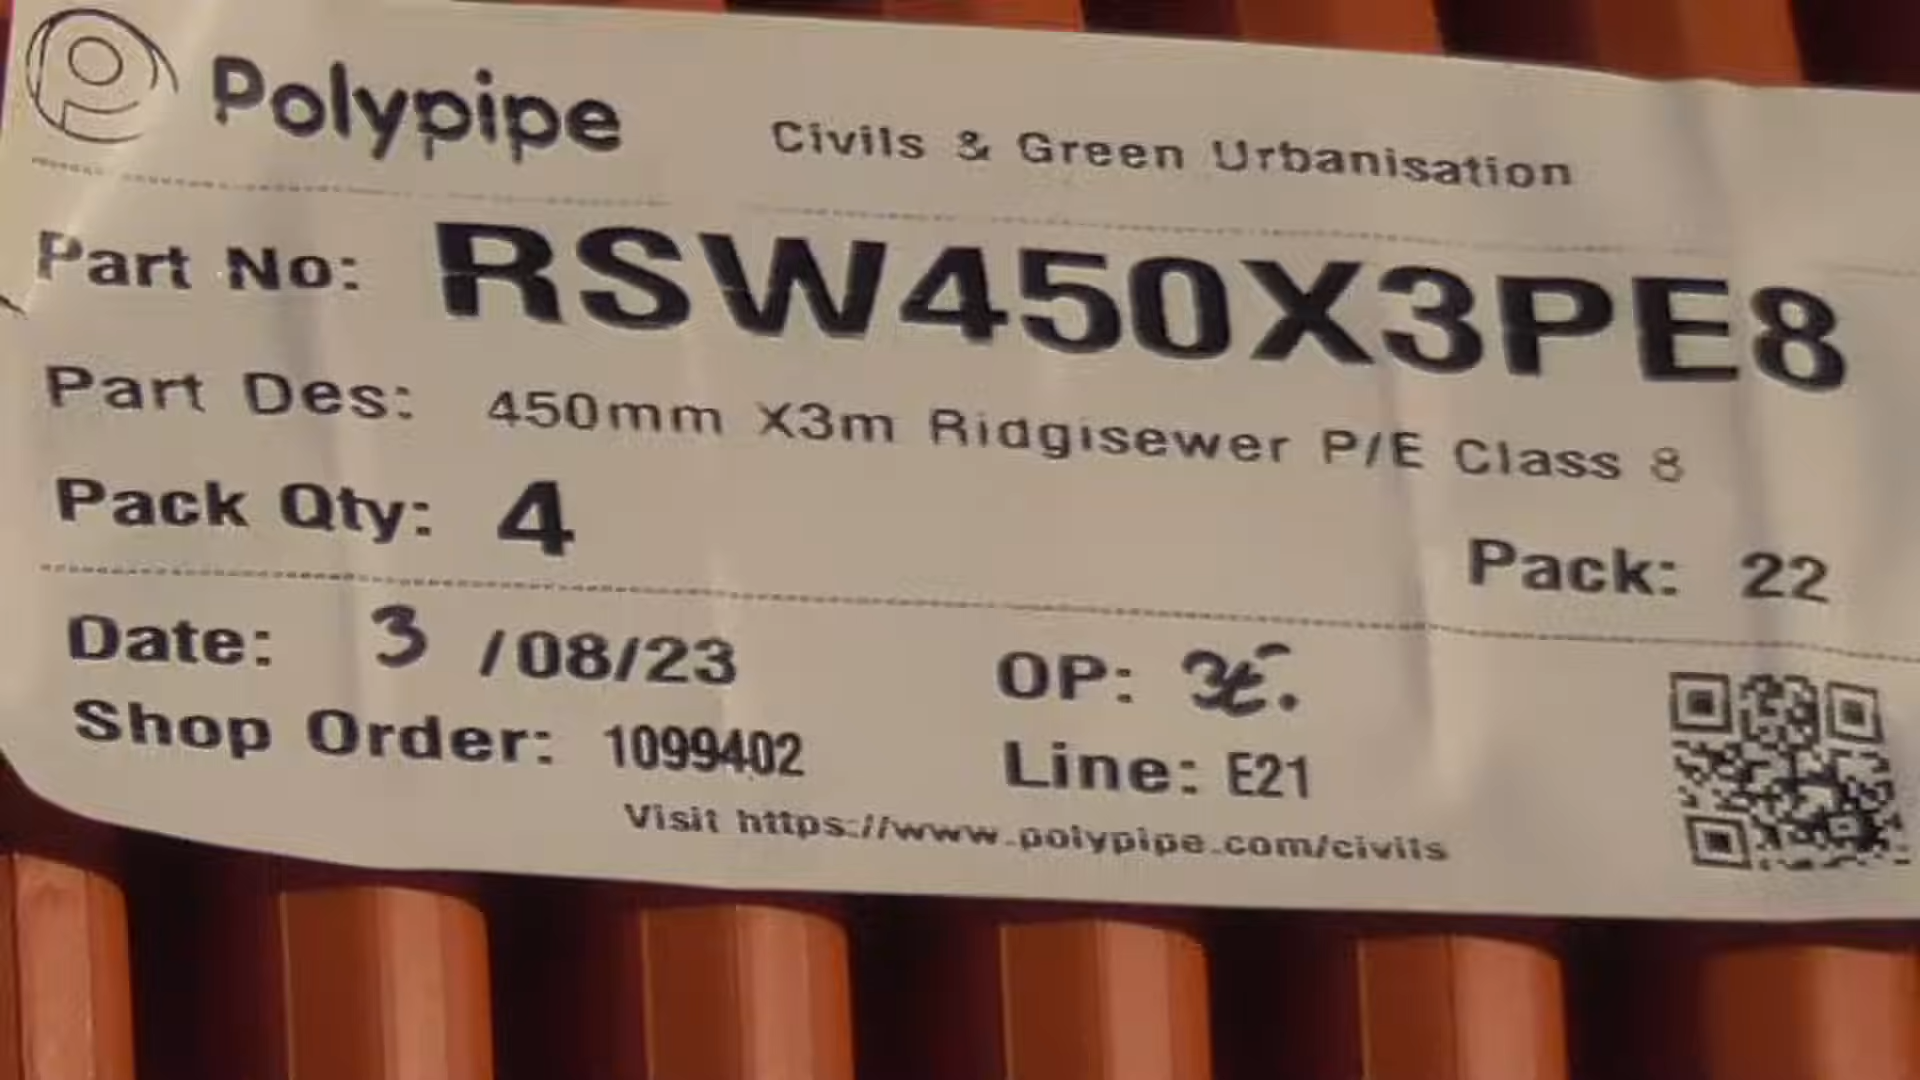 Polypipe Civils & Green Urbanisation
Part No: RSW450X3PE8
Part Des: 450mm X3m Ridgisewer P/E Class 8
Pack Qty: 4 Pack: 22
Date: 3 /08/23 OP:
Shop Order: 1099402 Line: E21
Visit https://www.polypipe.com/civils